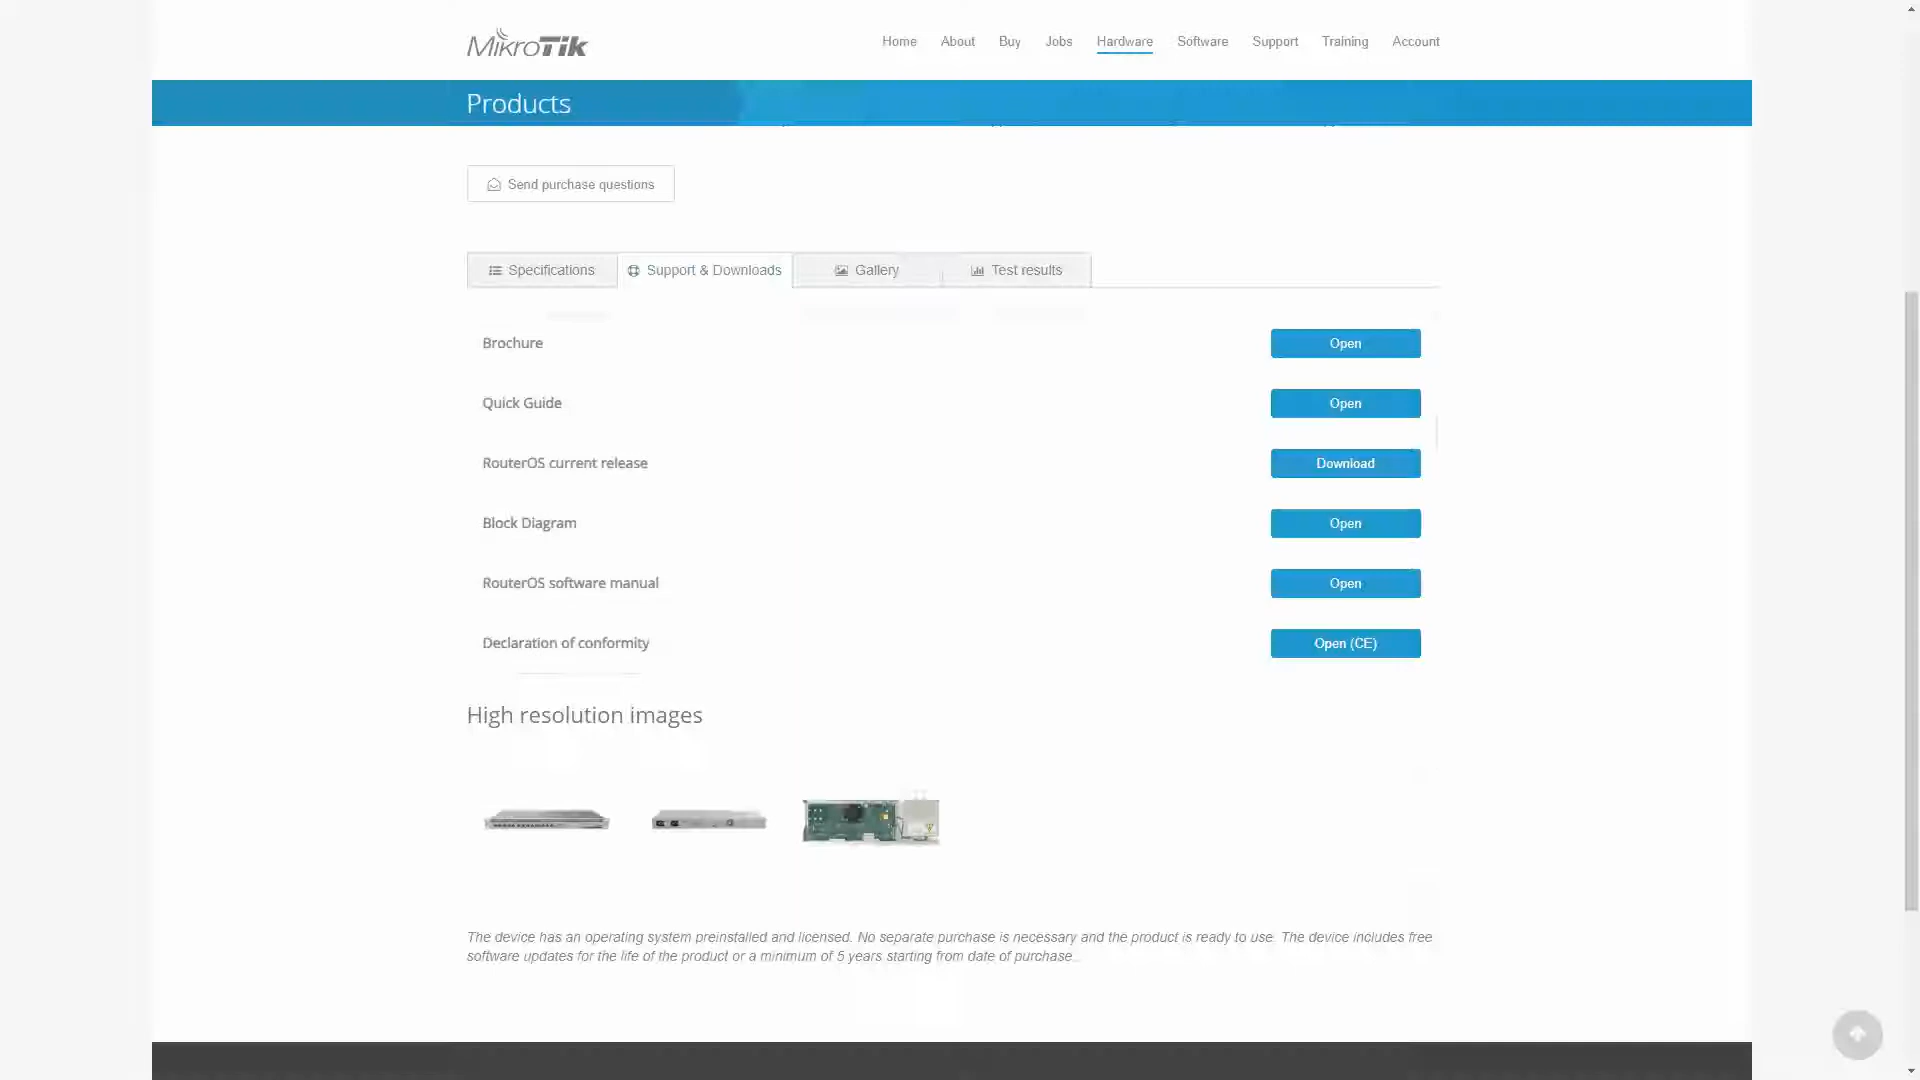 MikroTik
Home About Buy Jobs Hardware Software Support Training Account
Products
Send purchase questions
Specifications Support & Downloads Gallery Test results
Brochure Open
Quick Guide Open
RouterOS current release Download
Block Diagram Open
RouterOS software manual Open
Declaration of conformity Open (CE)
High resolution images
The device has an operating system preinstalled and licensed. No separate purchase is necessary and the product is ready to use. The device includes free
software updates for the life of the product or a minimum of 5 years starting from date of purchase.